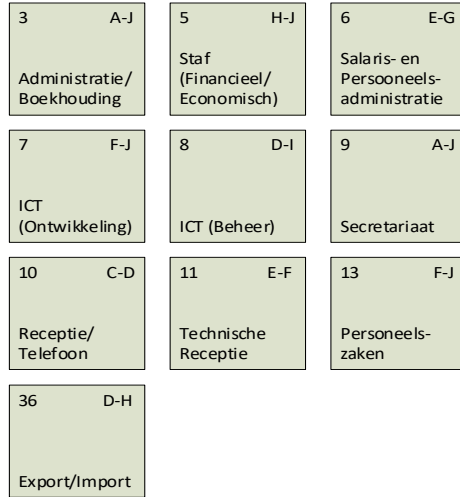 3 A-J
Administratie/
Boekhouding
5 H-J
Staf
(Financieel/
Economisch)
6 E-G
Salaris- en
Persooneels-
administratie
7 F-J
ICT
(Ontwikkeling)
8 D-I
ICT (Beheer)
9 A-J
Secretariaat
10 C-D
Receptie/
Telefoon
11 E-F
Technische
Receptie
13 F-J
Personeels-
zaken
36 D-H
Export/Import